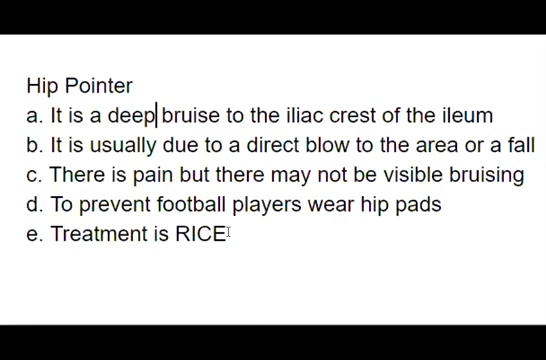 Hip Pointer
a. It is a deep bruise to the iliac crest of the ileum
b. It is usually due to a direct blow to the area or a fall
c. There is pain but there may not be visible bruising
d. To prevent football players wear hip pads
e. Treatment is RICE